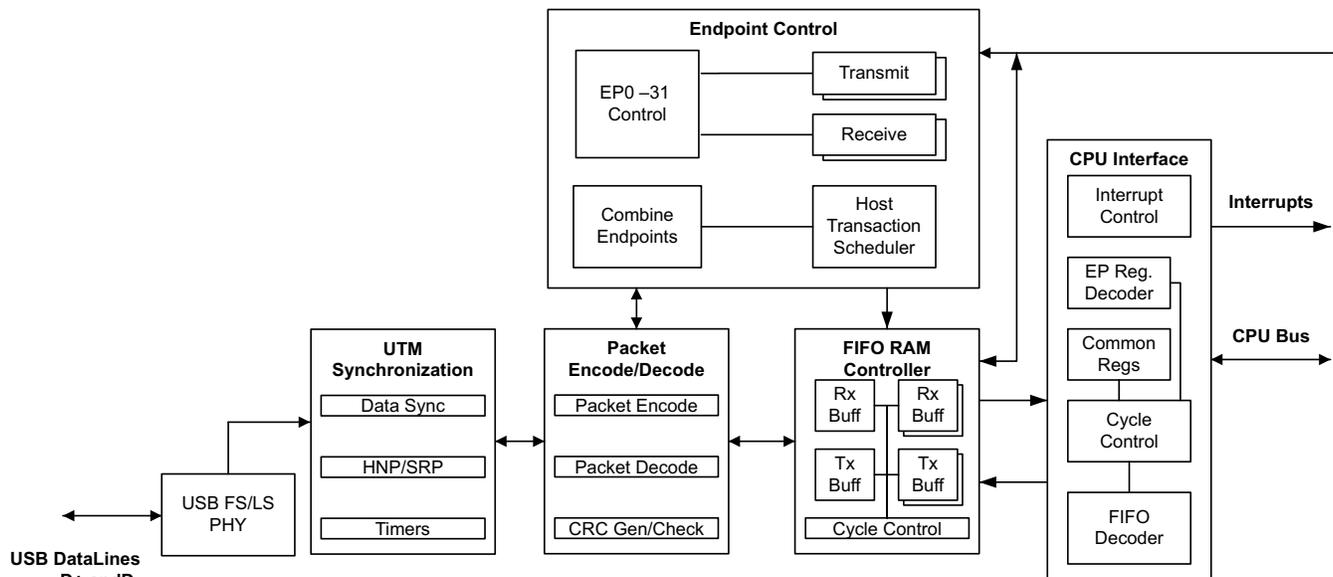 Endpoint Control
EP0 –31
Control
Transmit
Receive
Combine
Endpoints
Host
Transaction
Scheduler
CPU Interface
Interrupt
Control
Interrupts
EP Reg.
Decoder
Common
Regs
CPU Bus
Cycle
Control
FIFO
Decoder
UTM
Synchronization
Data Sync
HNP/SRP
Timers
Packet
Encode/Decode
Packet Encode
Packet Decode
CRC Gen/Check
FIFO RAM
Controller
Rx
Buff
Rx
Buff
Tx
Buff
Tx
Buff
Cycle Control
USB FS/LS
PHY
USB DataLines